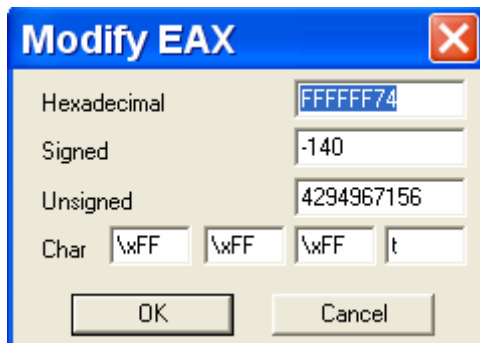 Modify EAX
Hexadecimal FFFFFF74
Signed -140
Unsigned 4294967156
Char \xFF \xFF \xFF t
OK Cancel